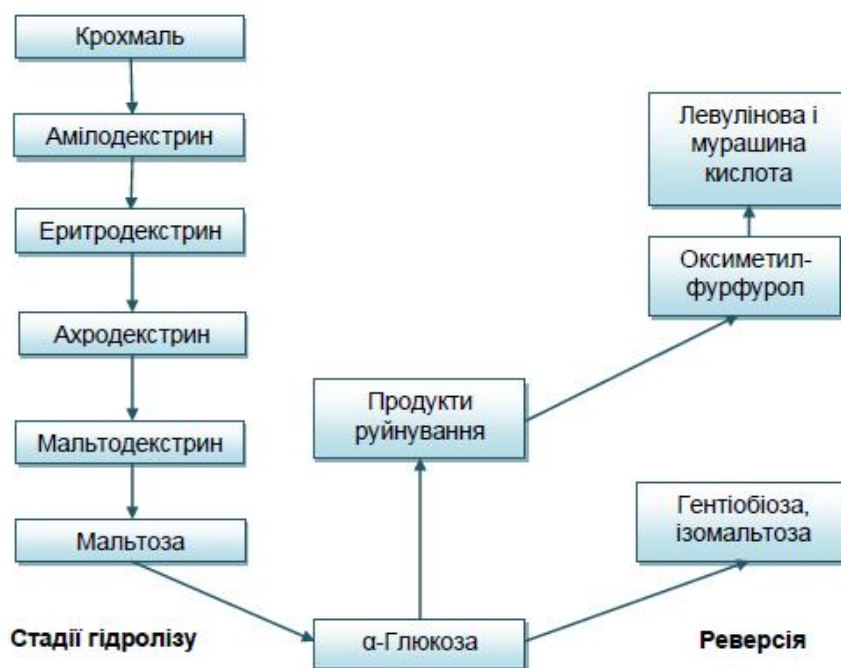 Крохмаль
Амілодекстрин
Еритродекстрин
Ахродекстрин
Мальтодекстрин
Мальтоза
Стадії гідролізу
α-Глюкоза
Продукти
руйнування
Левулінова і
мурашина
кислота
Оксиметил-
фурфурол
Гентіобіоза,
ізомальтоза
Реверсія